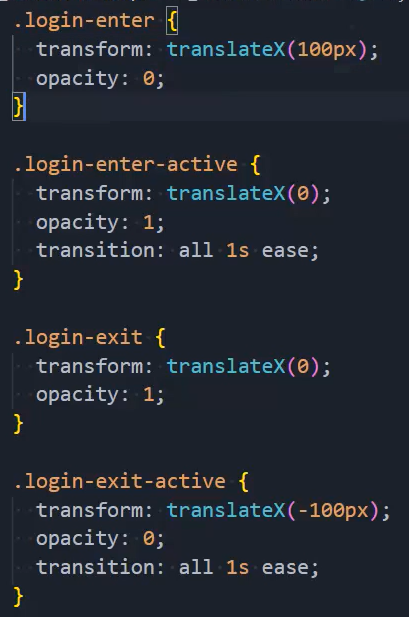 .login-enter {
  transform: translateX(100px);
  opacity: 0;
}

.login-enter-active {
  transform: translateX(0);
  opacity: 1;
  transition: all 1s ease;
}

.login-exit {
  transform: translateX(0);
  opacity: 1;
}

.login-exit-active {
  transform: translateX(-100px);
  opacity: 0;
  transition: all 1s ease;
}